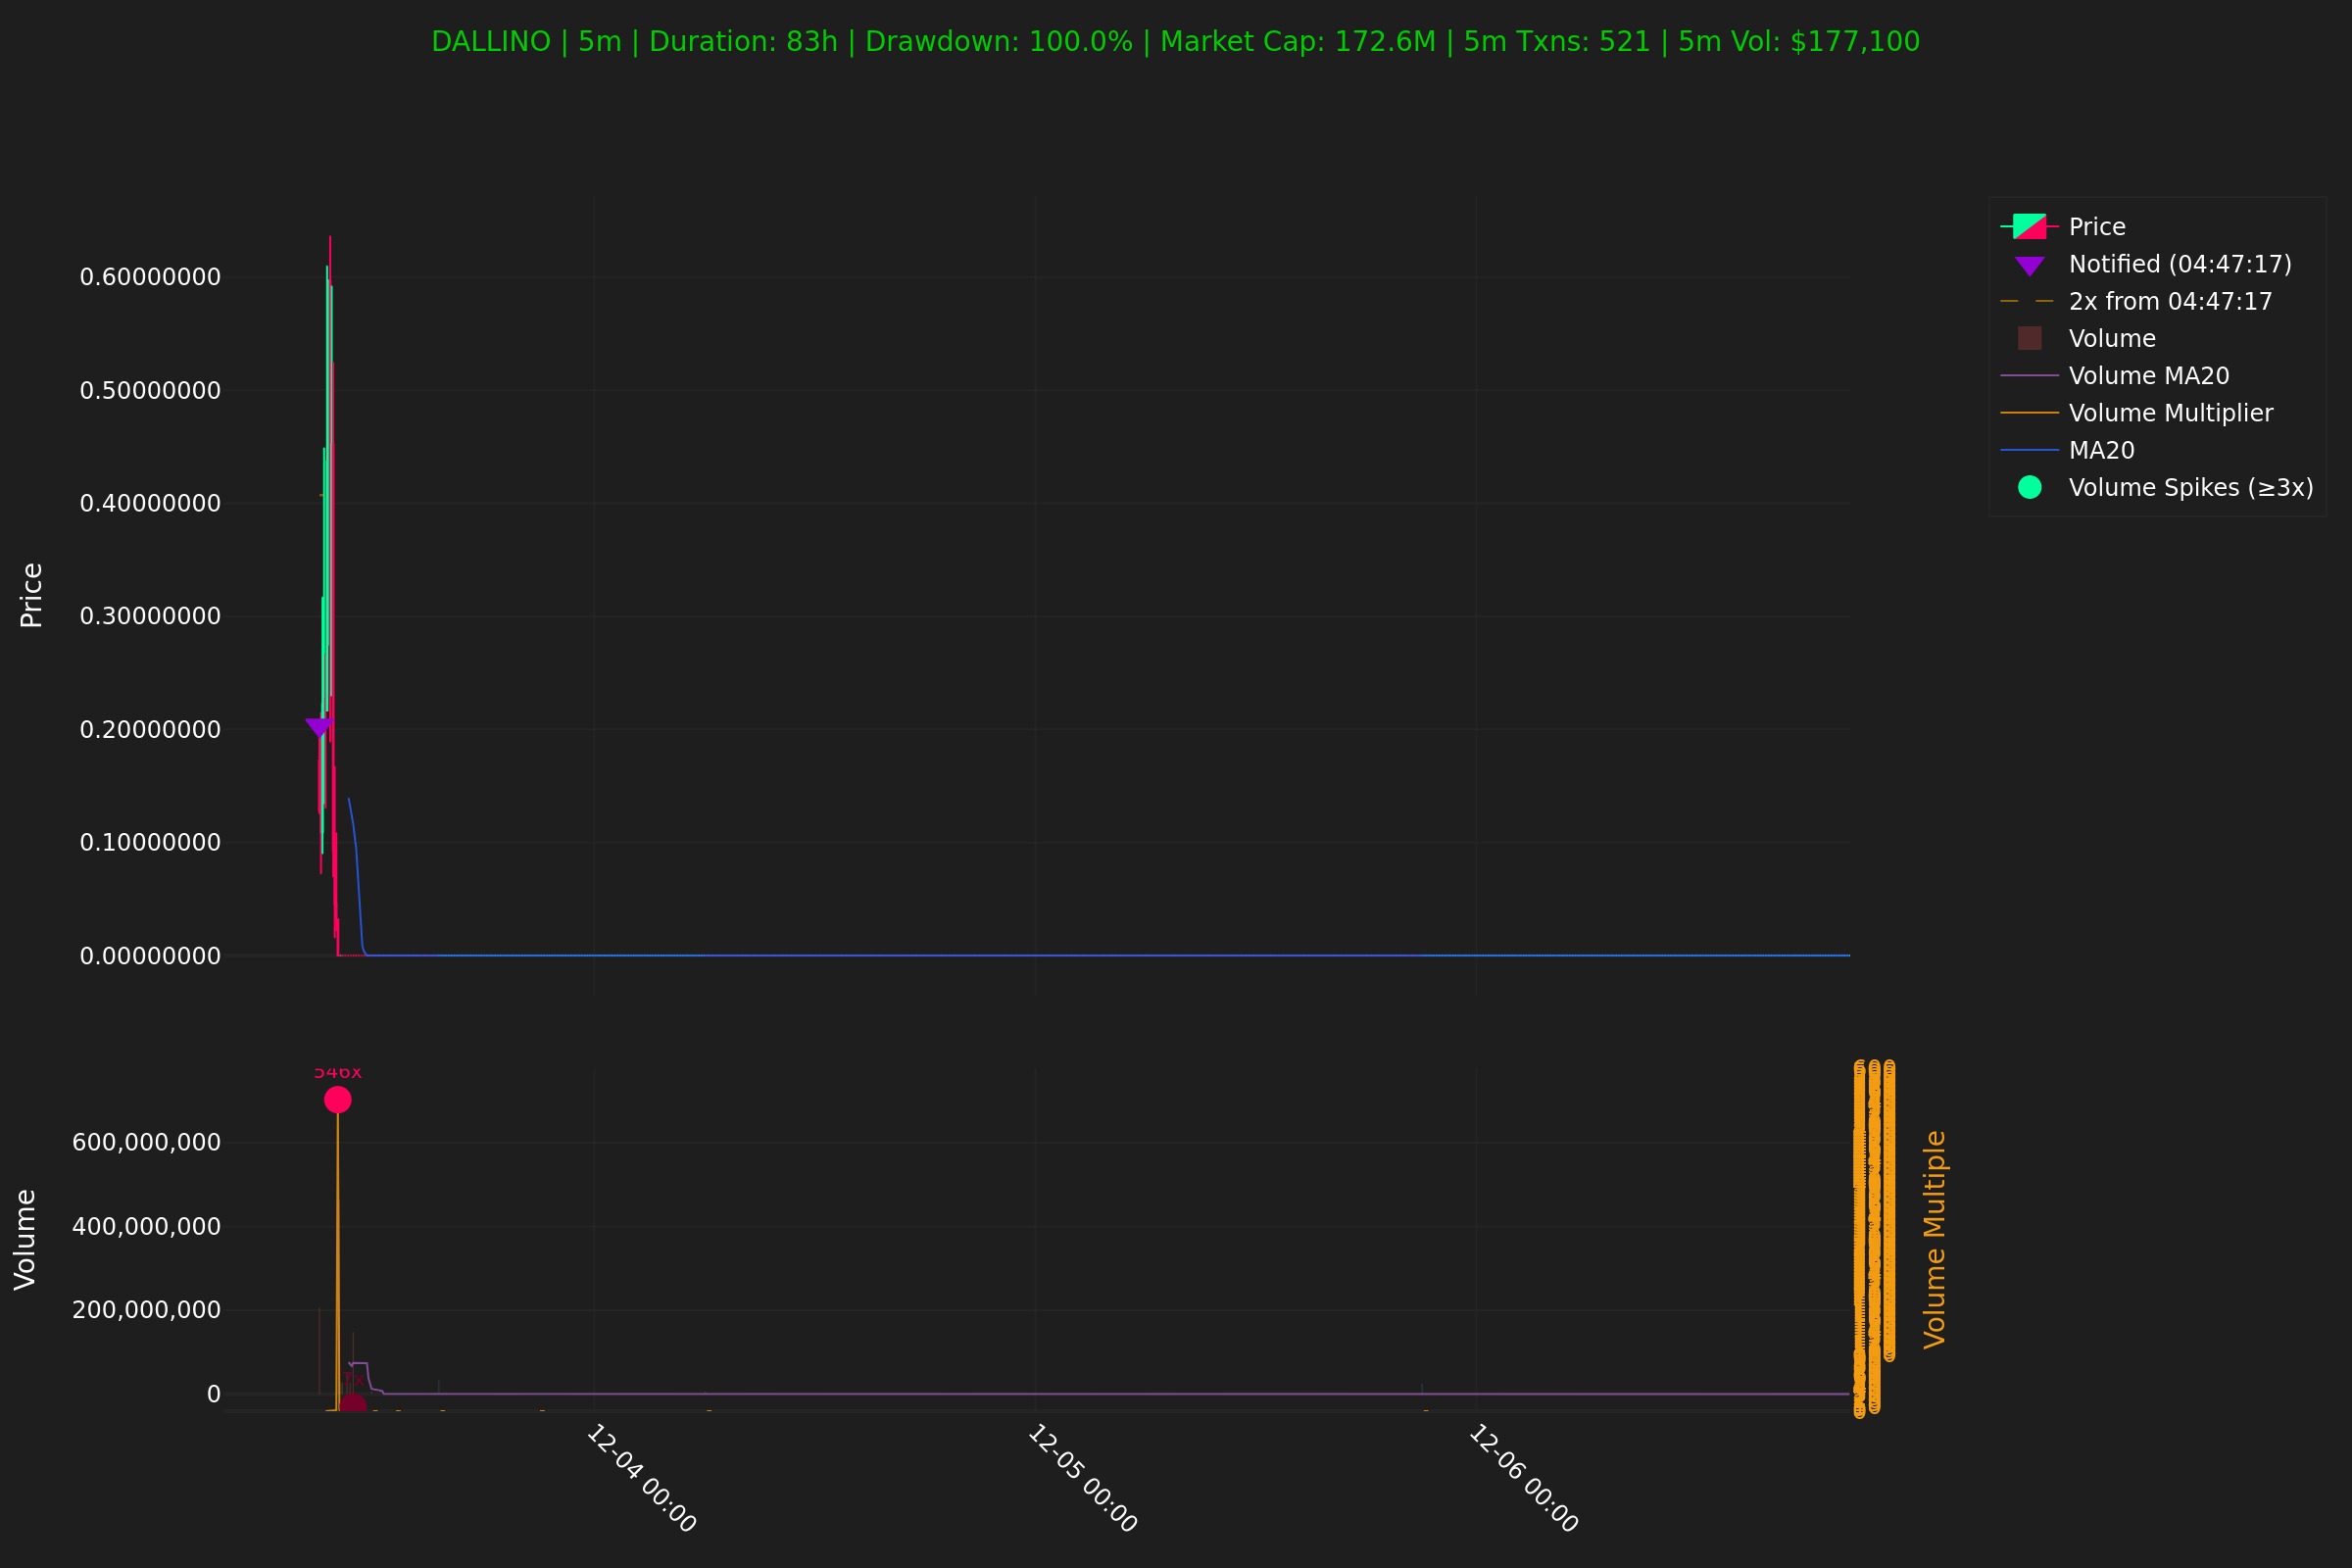 DALLINO | 5m | Duration: 83h | Drawdown: 100.0% | Market Cap: 172.6M | 5m Txns: 521 | 5m Vol: $177,100
Price
Notified (04:47:17)
2x from 04:47:17
Volume
Volume MA20
Volume Multiplier
MA20
Volume Spikes (≥3x)
Price
0.60000000
0.50000000
0.40000000
0.30000000
0.20000000
0.10000000
0.00000000
546x
Volume
600,000,000
400,000,000
200,000,000
0
Volume Multiple
12-04 00:00
12-05 00:00
12-06 00:00